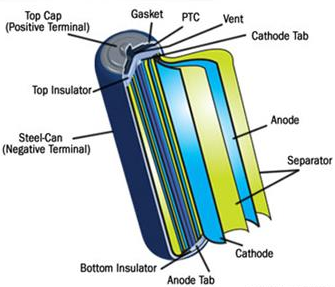 Top Cap
(Positive Terminal)
Gasket
PTC
Vent
Cathode Tab
Top Insulator
Steel-Can
(Negative Terminal)
Anode
Separator
Cathode
Bottom Insulator
Anode Tab